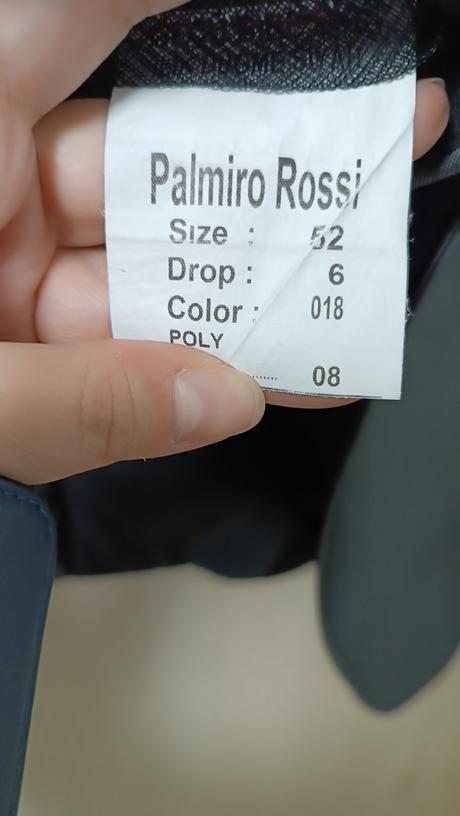 Palmiro Rossi
Size : 52
Drop : 6
Color : 018
POLY
........ 08